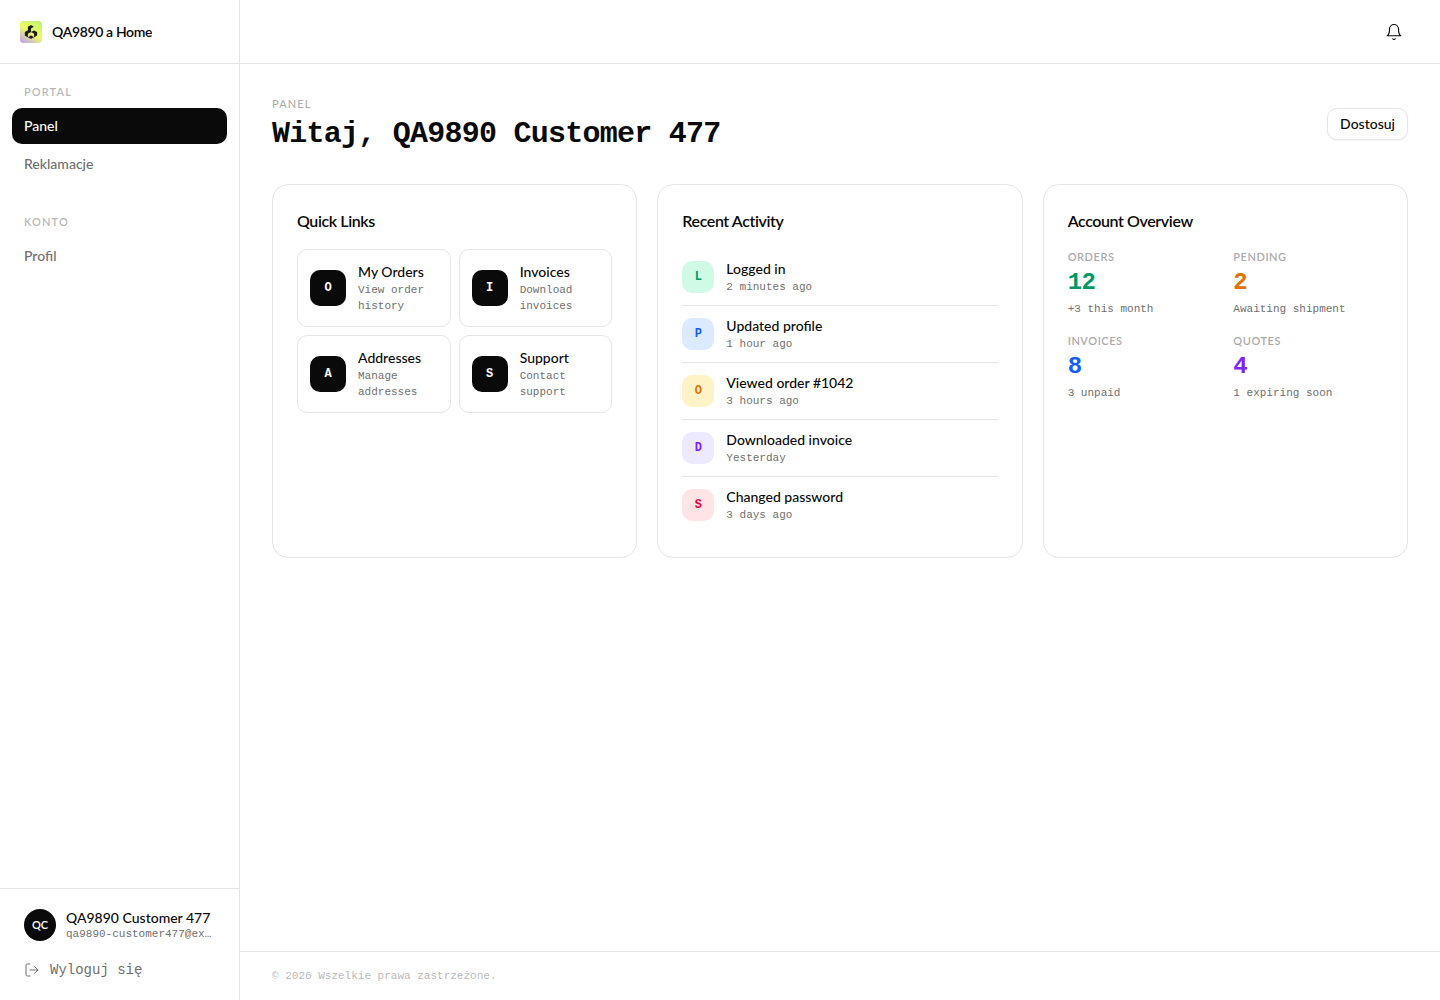 QA9890 a Home
PORTAL
Panel
Reklamacje
KONTO
Profil
QC
QA9890 Customer 477
qa9890-customer477@ex…
Wyloguj się
PANEL
Witaj, QA9890 Customer 477
Dostosuj
Quick Links
O
My Orders
View order
history
I
Invoices
Download
invoices
A
Addresses
Manage
addresses
S
Support
Contact
support
Recent Activity
L
Logged in
2 minutes ago
P
Updated profile
1 hour ago
O
Viewed order #1042
3 hours ago
D
Downloaded invoice
Yesterday
S
Changed password
3 days ago
Account Overview
ORDERS
12
+3 this month
PENDING
2
Awaiting shipment
INVOICES
8
3 unpaid
QUOTES
4
1 expiring soon
© 2026 Wszelkie prawa zastrzeżone.